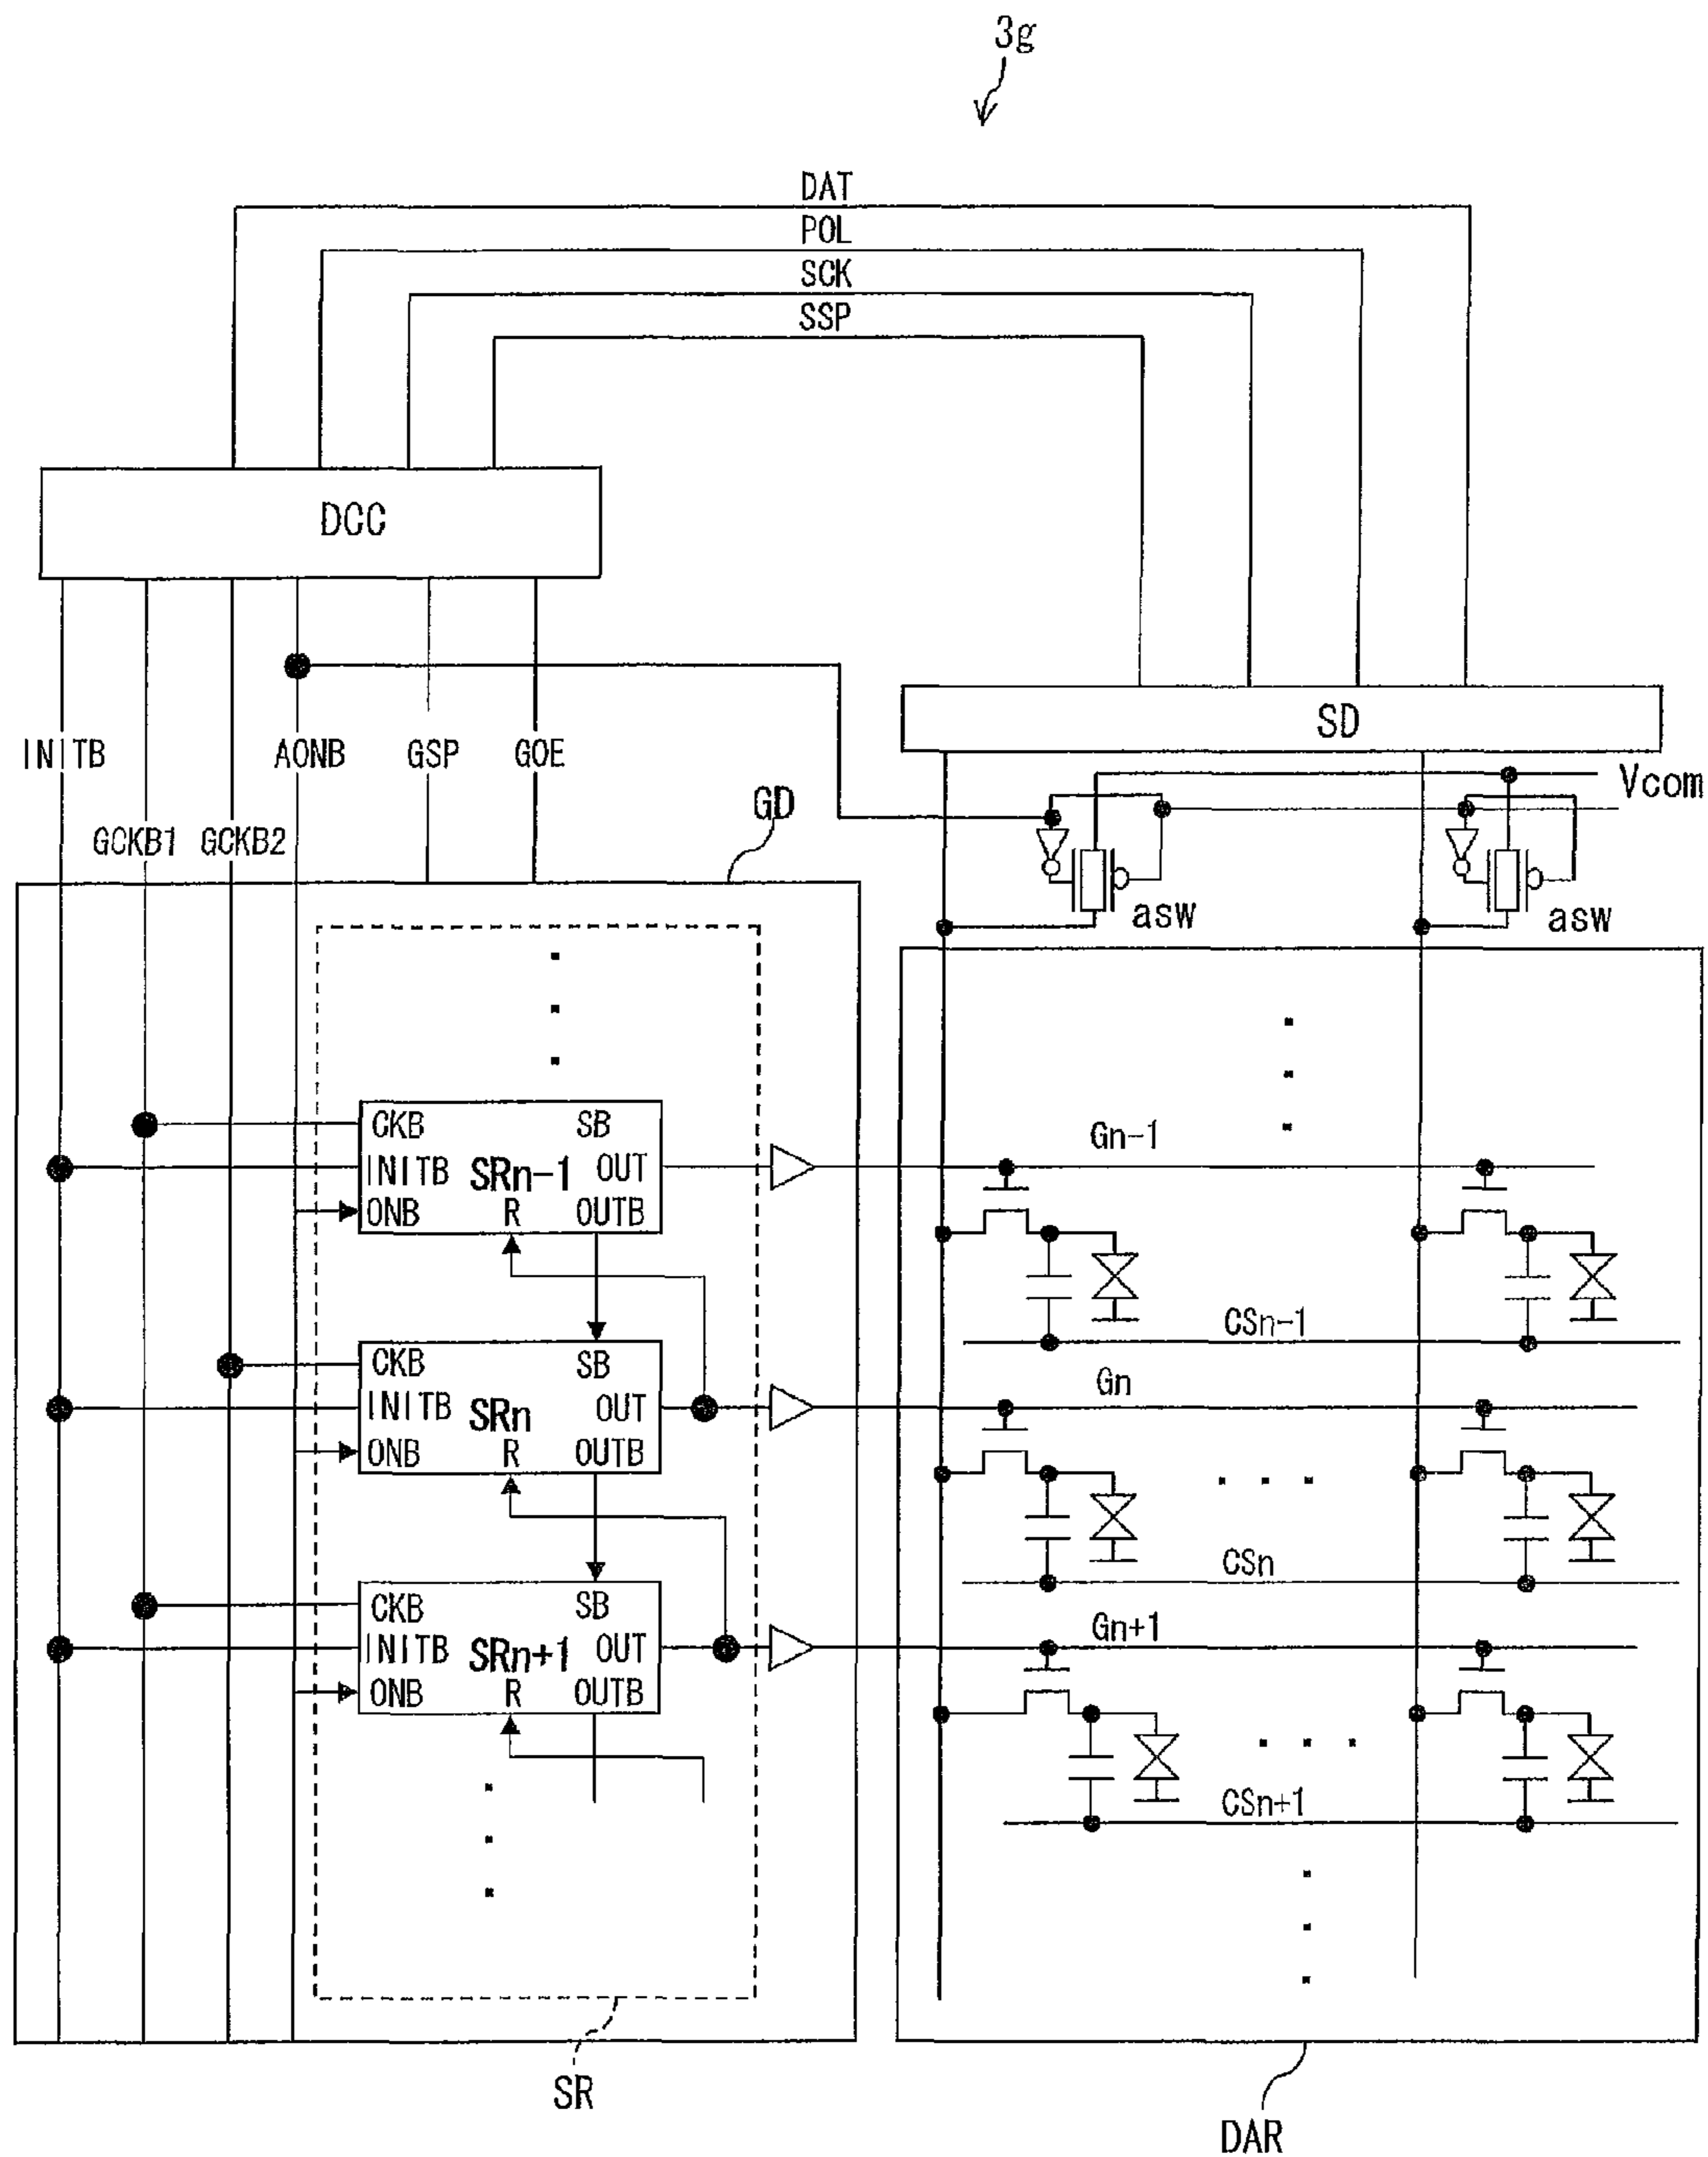 3g
DAT
POL
SCK
SSP
DCC
SD
INITB
AONB
GSP
GOE
Vcom
GD
GCKB1
GCKB2
asw
asw
CKB
SB
INITB
SRn-1
OUT
ONB
R
OUTB
Gn-1
CSn-1
CKB
SB
INITB
SRn
OUT
ONB
R
OUTB
Gn
CSn
CKB
SB
INITB
SRn+1
OUT
ONB
R
OUTB
Gn+1
CSn+1
SR
DAR